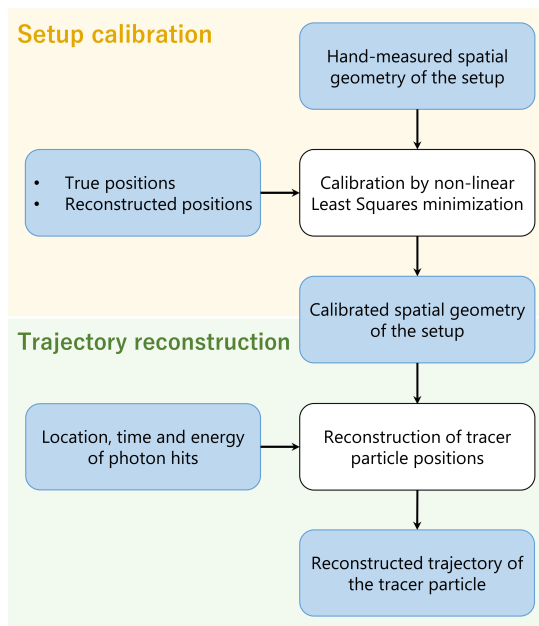 Setup calibration
Hand-measured spatial
geometry of the setup
• True positions
• Reconstructed positions
Calibration by non-linear
Least Squares minimization
Calibrated spatial geometry
of the setup
Trajectory reconstruction
Location, time and energy
of photon hits
Reconstruction of tracer
particle positions
Reconstructed trajectory of
the tracer particle